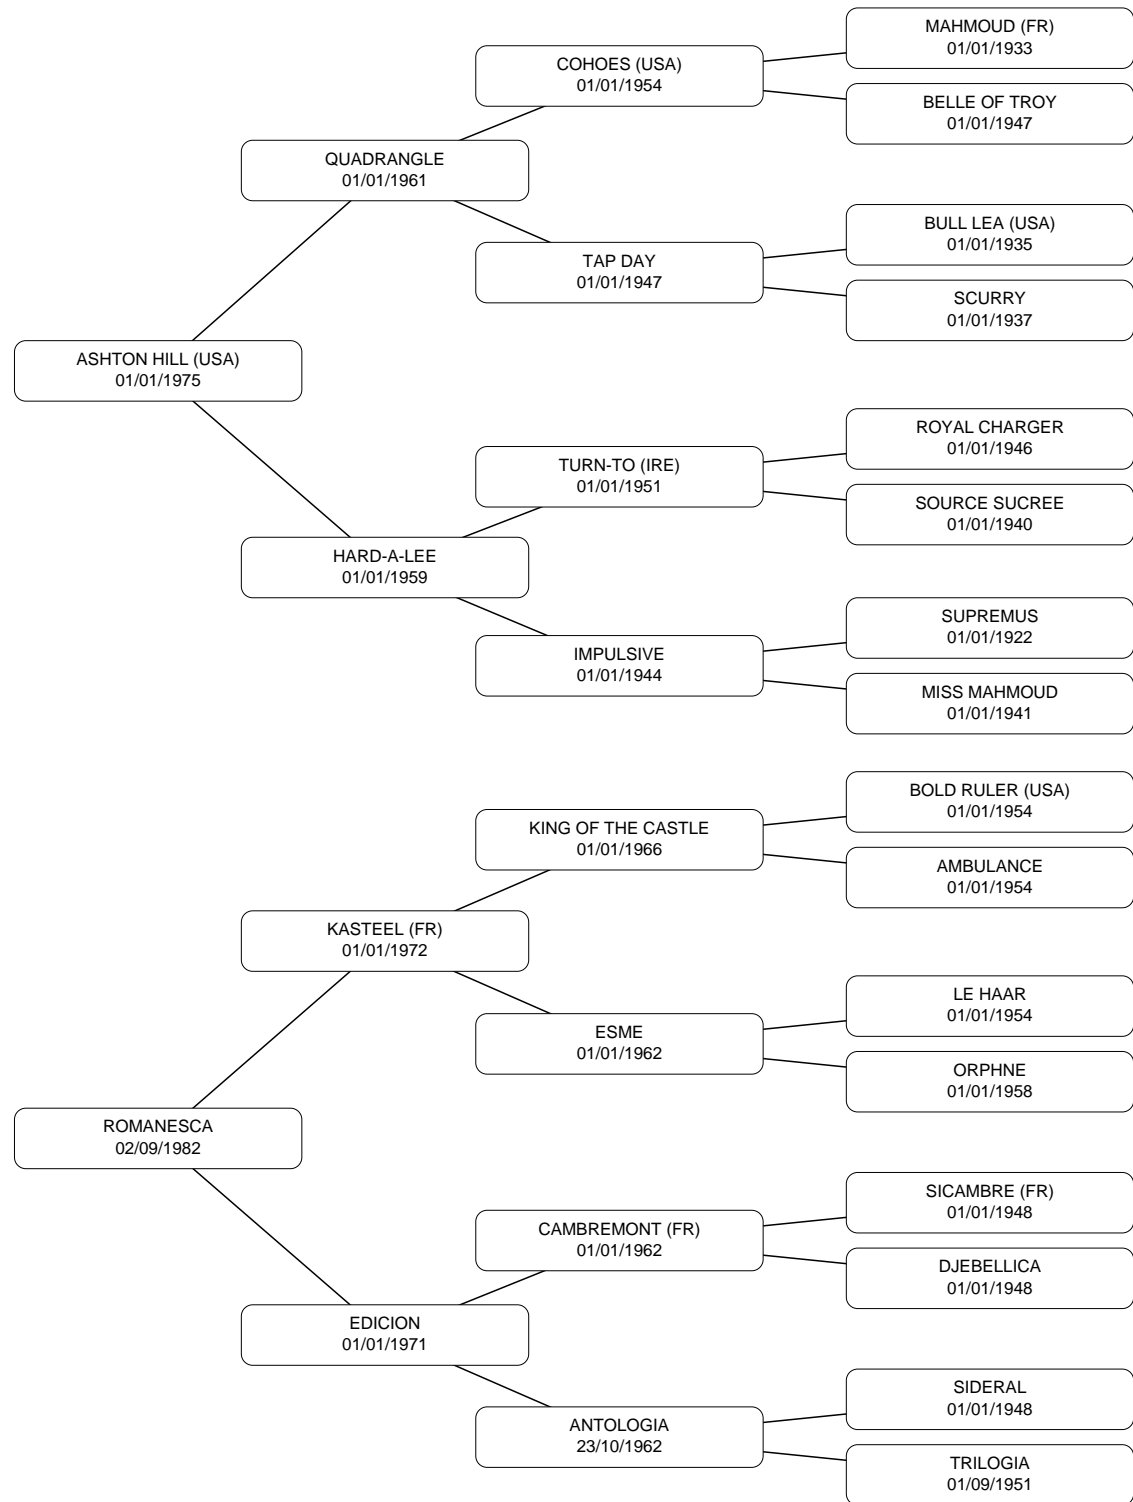 MAHMOUD (FR)
01/01/1933
COHOES (USA)
01/01/1954
BELLE OF TROY
01/01/1947
QUADRANGLE
01/01/1961
BULL LEA (USA)
01/01/1935
TAP DAY
01/01/1947
SCURRY
01/01/1937
ASHTON HILL (USA)
01/01/1975
ROYAL CHARGER
01/01/1946
TURN-TO (IRE)
01/01/1951
SOURCE SUCREE
01/01/1940
HARD-A-LEE
01/01/1959
SUPREMUS
01/01/1922
IMPULSIVE
01/01/1944
MISS MAHMOUD
01/01/1941
BOLD RULER (USA)
01/01/1954
KING OF THE CASTLE
01/01/1966
AMBULANCE
01/01/1954
KASTEEL (FR)
01/01/1972
LE HAAR
01/01/1954
ESME
01/01/1962
ORPHNE
01/01/1958
ROMANESCA
02/09/1982
SICAMBRE (FR)
01/01/1948
CAMBREMONT (FR)
01/01/1962
DJEBELLICA
01/01/1948
EDICION
01/01/1971
SIDERAL
01/01/1948
ANTOLOGIA
23/10/1962
TRILOGIA
01/09/1951